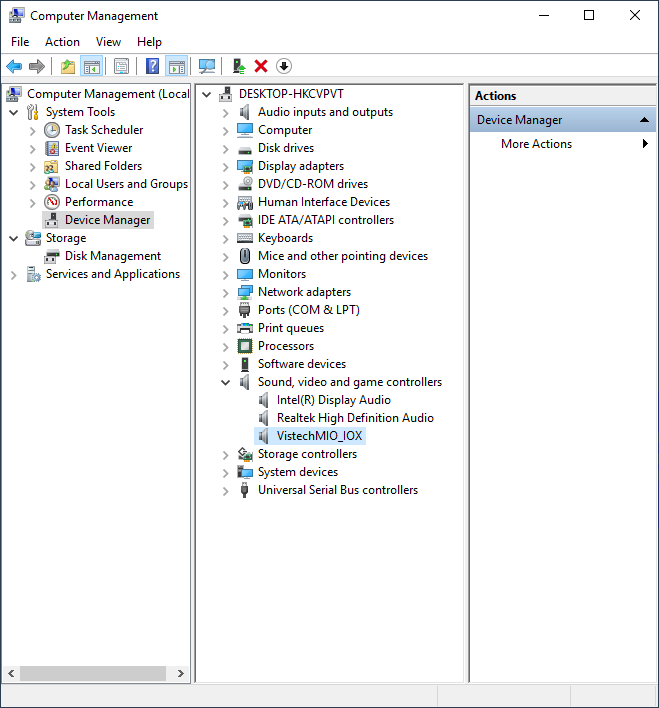 Computer Management
File Action View Help
Computer Management (Local
System Tools
Task Scheduler
Event Viewer
Shared Folders
Local Users and Groups
Performance
Device Manager
Storage
Disk Management
Services and Applications
DESKTOP-HKCVPVT
Audio inputs and outputs
Computer
Disk drives
Display adapters
DVD/CD-ROM drives
Human Interface Devices
IDE ATA/ATAPI controllers
Keyboards
Mice and other pointing devices
Monitors
Network adapters
Ports (COM & LPT)
Print queues
Processors
Software devices
Sound, video and game controllers
Intel(R) Display Audio
Realtek High Definition Audio
VistechMIO_IOX
Storage controllers
System devices
Universal Serial Bus controllers
Actions
Device Manager
More Actions